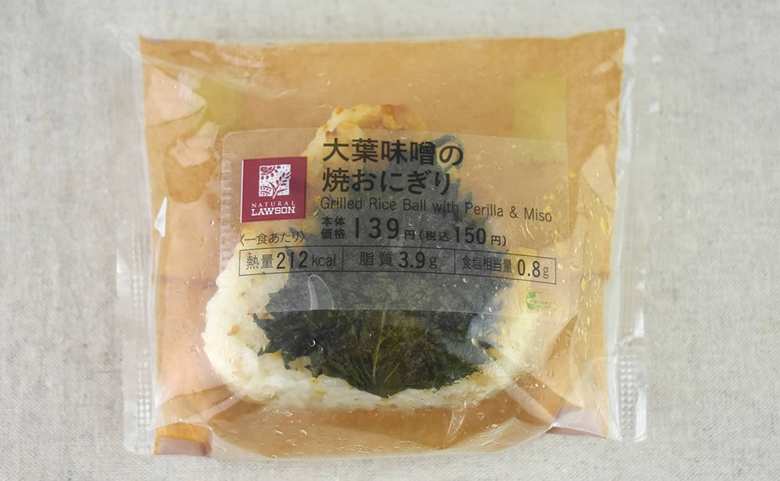 大葉味噌の
焼おにぎり
Grilled Rice Ball with Perilla & Miso
NATURAL
LAWSON
本体価格139円(税込150円)
〈一食あたり〉
熱量212kcal 脂質3.9g 食塩相当量0.8g